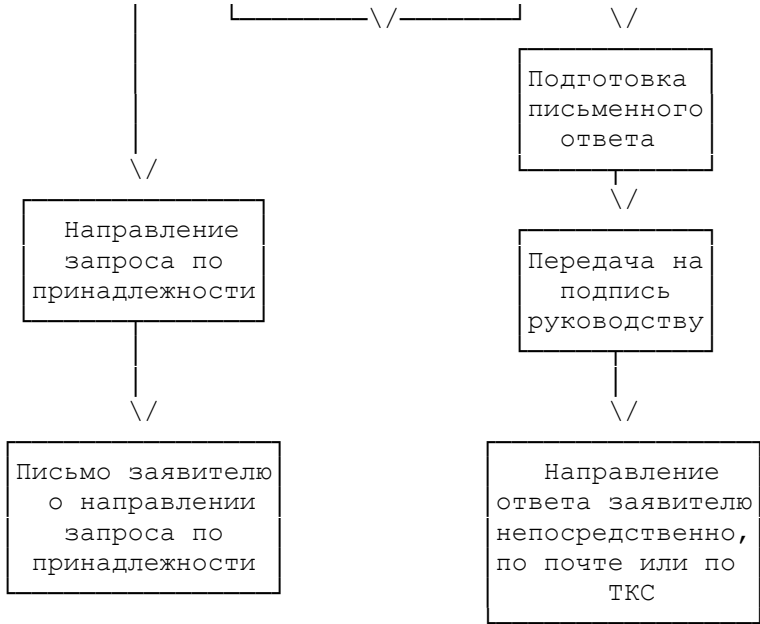 Подготовка
письменного
ответа
Направление
запроса по
принадлежности
Передача на
подпись
руководству
Письмо заявителю
о направлении
запроса по
принадлежности
Направление
ответа заявителю
непосредственно,
по почте или по
ТКС